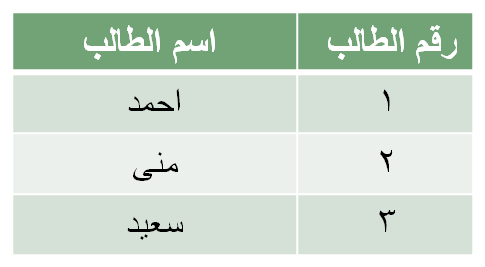 رقم الطالب اسم الطالب
١ احمد
٢ منى
٣ سعيد